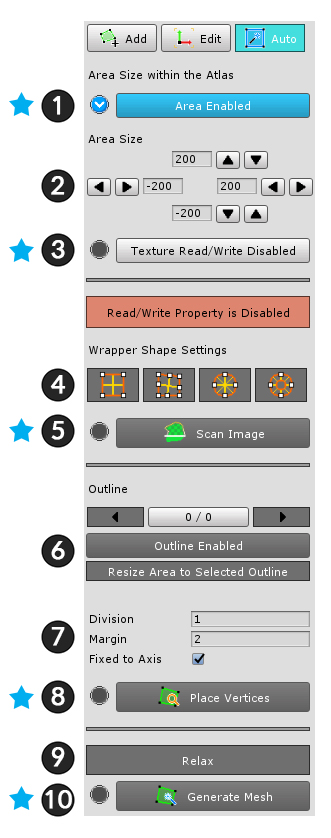 Add Edit Auto
Area Size within the Atlas
1 Area Enabled
Area Size
200
2 -200 200
-200
3 Texture Read/Write Disabled
Read/Write Property is Disabled
Wrapper Shape Settings
4
5 Scan Image
Outline
0 / 0
6 Outline Enabled
Resize Area to Selected Outline
Division 1
7 Margin 2
Fixed to Axis
8 Place Vertices
9 Relax
10 Generate Mesh